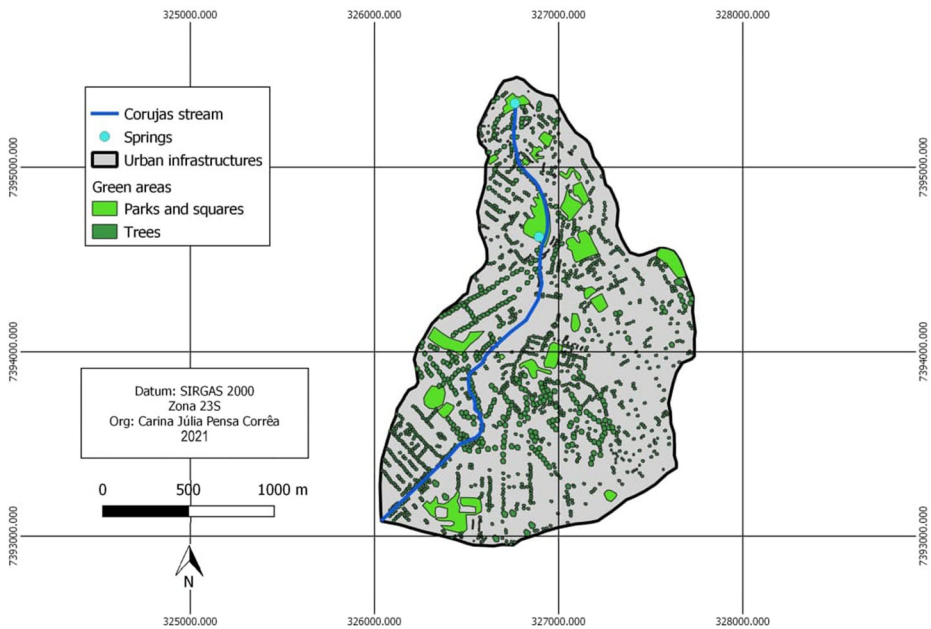 325000.000
326000.000
327000.000
328000.000
Corujas stream
Springs
Urban infrastructures
Green areas
Parks and squares
Trees
7395000.000
7395000.000
7394000.000
7394000.000
Datum: SIRGAS 2000
Zona 23S
Org: Carina Júlia Pensa Corrêa
2021
0
500
1000 m
7393000.000
7393000.000
N
325000.000
326000.000
327000.000
328000.000